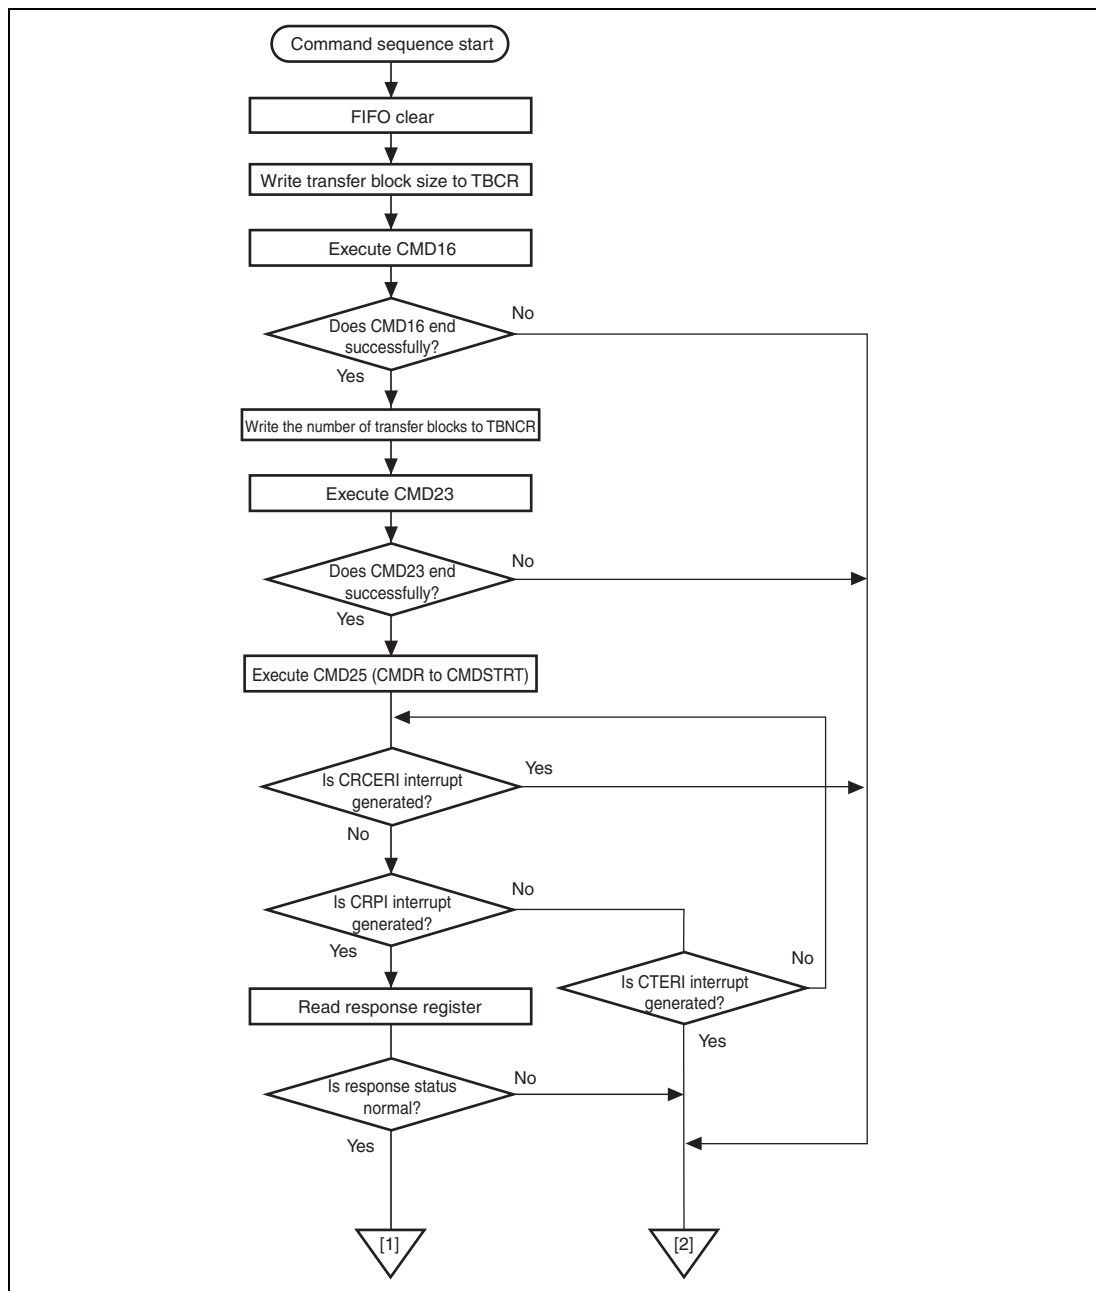 Command sequence start
FIFO clear
Write transfer block size to TBCR
Execute CMD16
No
Does CMD16 end
successfully?
Yes
Write the number of transfer blocks to TBNCR
Execute CMD23
No
Does CMD23 end
successfully?
Yes
Execute CMD25 (CMDR to CMDSTRT)
Is CRCERI interrupt
generated?
Yes
No
Is CRPI interrupt
generated?
No
Yes
Is CTERI interrupt
generated?
No
Yes
Read response register
Is response status
normal?
No
Yes
[1]
[2]